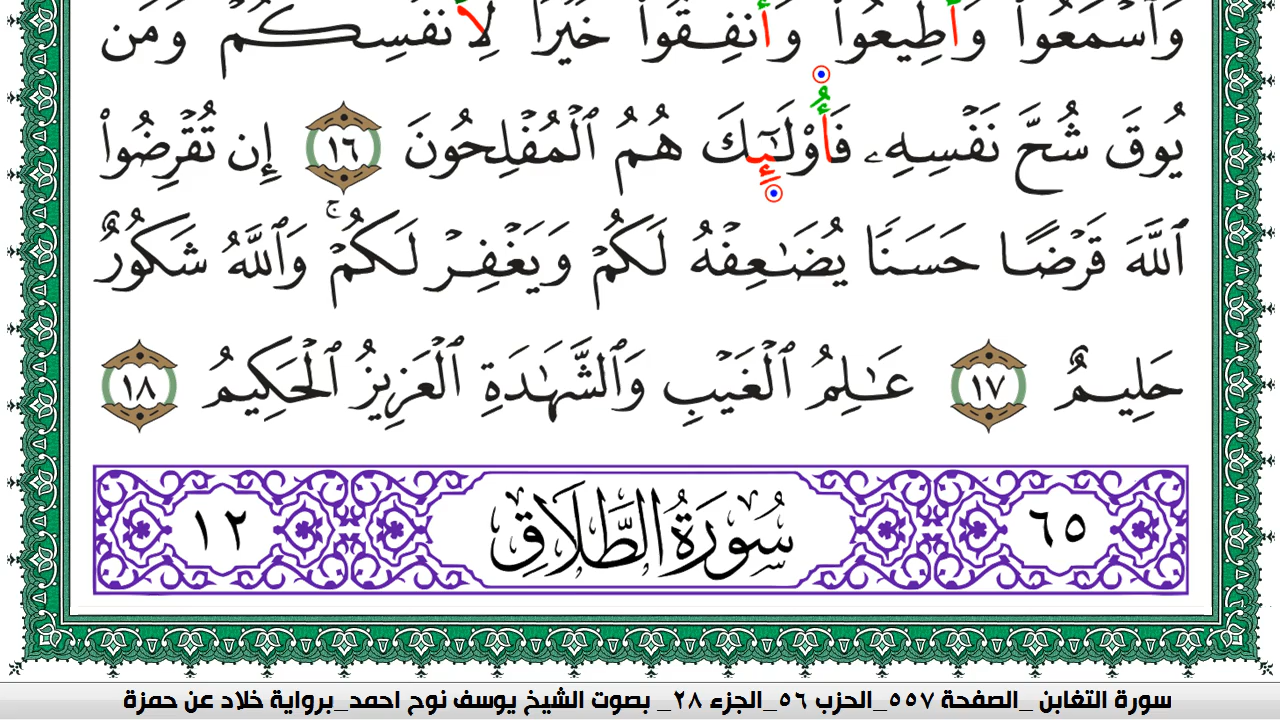 وَٱسْمَعُوا۟ وَأَطِيعُوا۟ وَأَنفِقُوا۟ خَيْرًا لِّأَنفُسِكُمْ وَمَن
يُوقَ شُحَّ نَفْسِهِۦ فَأُو۟لَـٰٓئِكَ هُمُ ٱلْمُفْلِحُونَ ١٦ إِن تُقْرِضُوا۟
ٱللَّهَ قَرْضًا حَسَنًا يُضَـٰعِفْهُ لَكُمْ وَيَغْفِرْ لَكُمْ ۚ وَٱللَّهُ شَكُورٌ
حَلِيمٌ ١٧ عَـٰلِمُ ٱلْغَيْبِ وَٱلشَّهَـٰدَةِ ٱلْعَزِيزُ ٱلْحَكِيمُ ١٨
٦٥ سُورَةُ الطَّلَاقِ ١٢
سورة التغابن _الصفحة ٥٥٧_الحزب ٥٦_الجزء ٢٨_ بصوت الشيخ يوسف نوح احمد_برواية خلاد عن حمزة